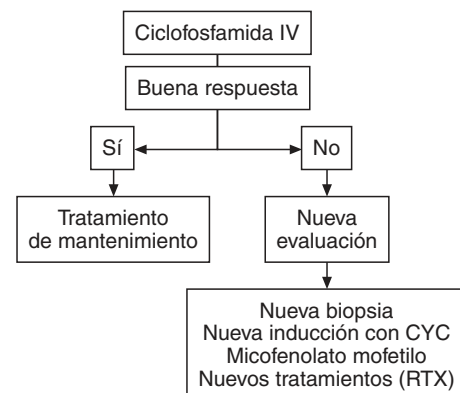 Ciclofosfamida IV
Buena respuesta
Sí
No
Tratamiento
de mantenimiento
Nueva
evaluación
Nueva biopsia
Nueva inducción con CYC
Micofenolato mofetilo
Nuevos tratamientos (RTX)